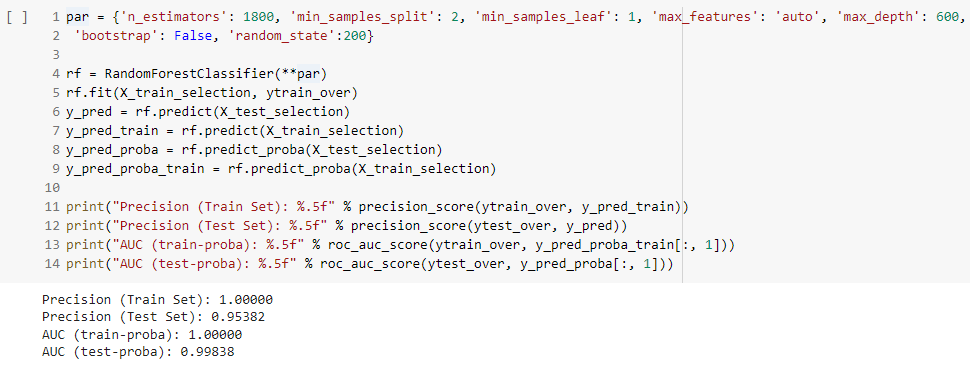 [ ] 1 par = {'n_estimators': 1800, 'min_samples_split': 2, 'min_samples_leaf': 1, 'max_features': 'auto', 'max_depth': 600,
2 'bootstrap': False, 'random_state':200}
3
4 rf = RandomForestClassifier(**par)
5 rf.fit(X_train_selection, ytrain_over)
6 y_pred = rf.predict(X_test_selection)
7 y_pred_train = rf.predict(X_train_selection)
8 y_pred_proba = rf.predict_proba(X_test_selection)
9 y_pred_proba_train = rf.predict_proba(X_train_selection)
10
11 print("Precision (Train Set): %.5f" % precision_score(ytrain_over, y_pred_train))
12 print("Precision (Test Set): %.5f" % precision_score(ytest_over, y_pred))
13 print("AUC (train-proba): %.5f" % roc_auc_score(ytrain_over, y_pred_proba_train[:, 1]))
14 print("AUC (test-proba): %.5f" % roc_auc_score(ytest_over, y_pred_proba[:, 1]))
Precision (Train Set): 1.00000
Precision (Test Set): 0.95382
AUC (train-proba): 1.00000
AUC (test-proba): 0.99838